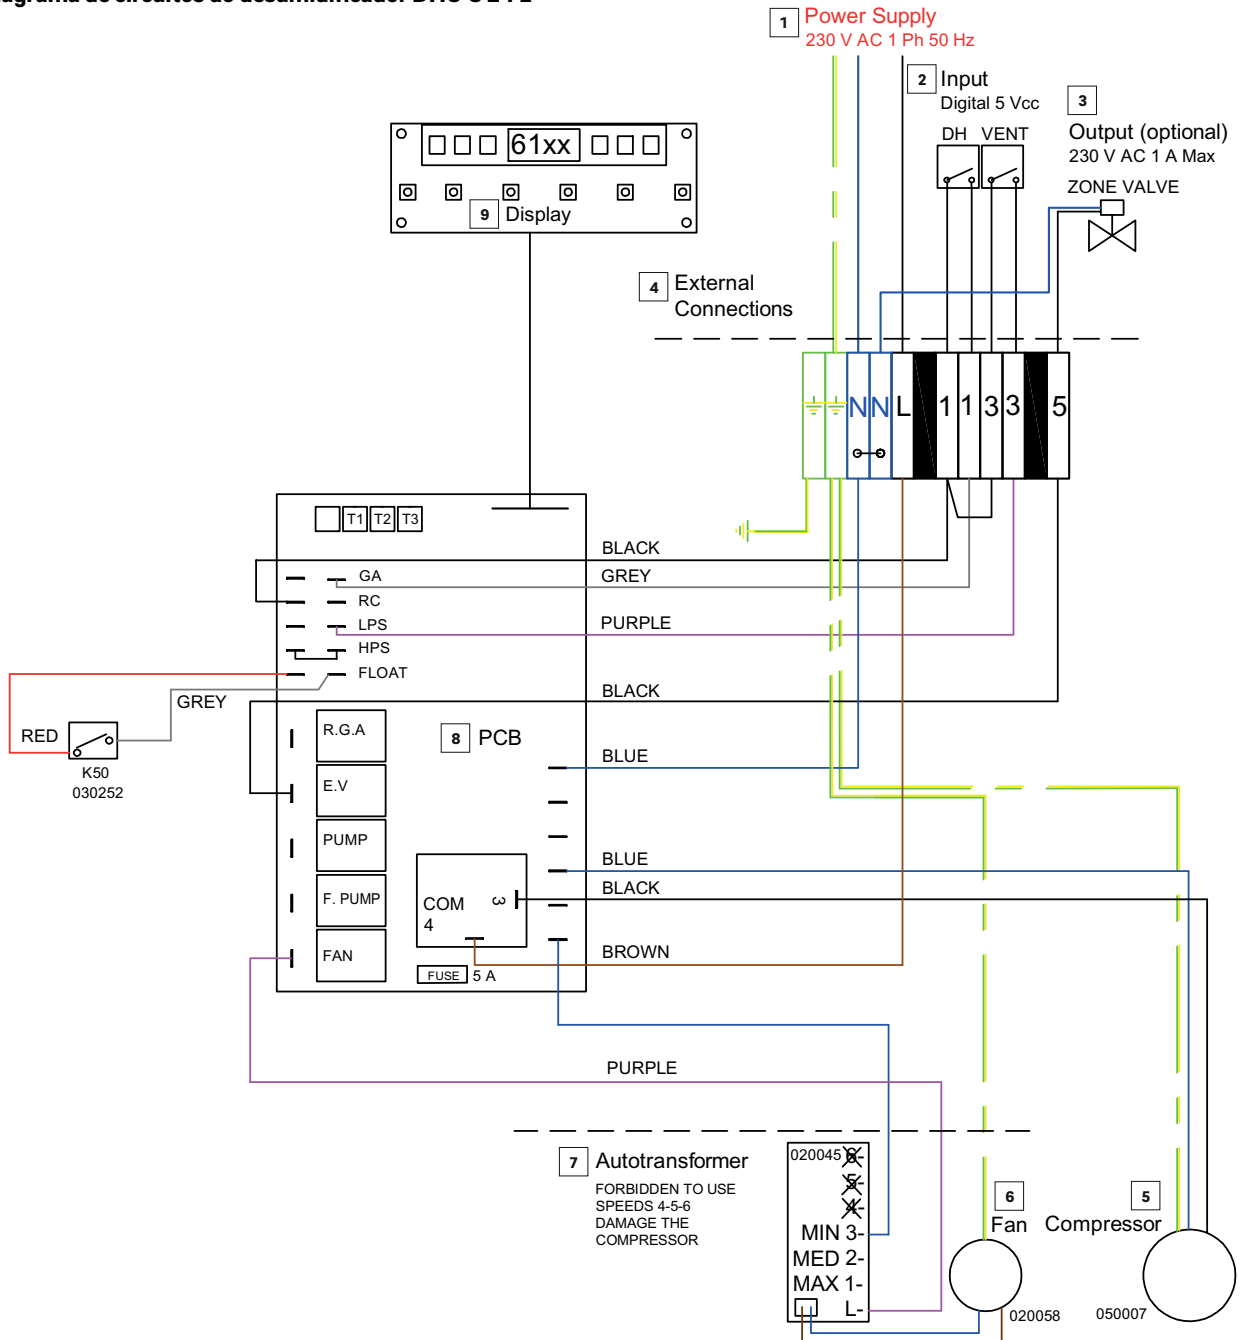 1 Power Supply
230 V AC 1 Ph 50 Hz
2 Input
Digital 5 Vcc
DH VENT
3
Output (optional)
230 V AC 1 A Max
ZONE VALVE
61xx
9 Display
4 External
Connections
N N L 1 1 3 3 5
T1 T2 T3
BLACK
GA
GREY
RC
LPS
PURPLE
HPS
FLOAT
GREY
BLACK
RED
K50
030252
R.G.A
8 PCB
BLUE
E.V
PUMP
BLUE
BLACK
F. PUMP
COM 3
4
FAN
BROWN
FUSE 5 A
PURPLE
7 Autotransformer
FORBIDDEN TO USE
SPEEDS 4-5-6
DAMAGE THE
COMPRESSOR
020045 6-
5-
4-
MIN 3-
MED 2-
MAX 1-
L-
6
Fan
020058
5
Compressor
050007